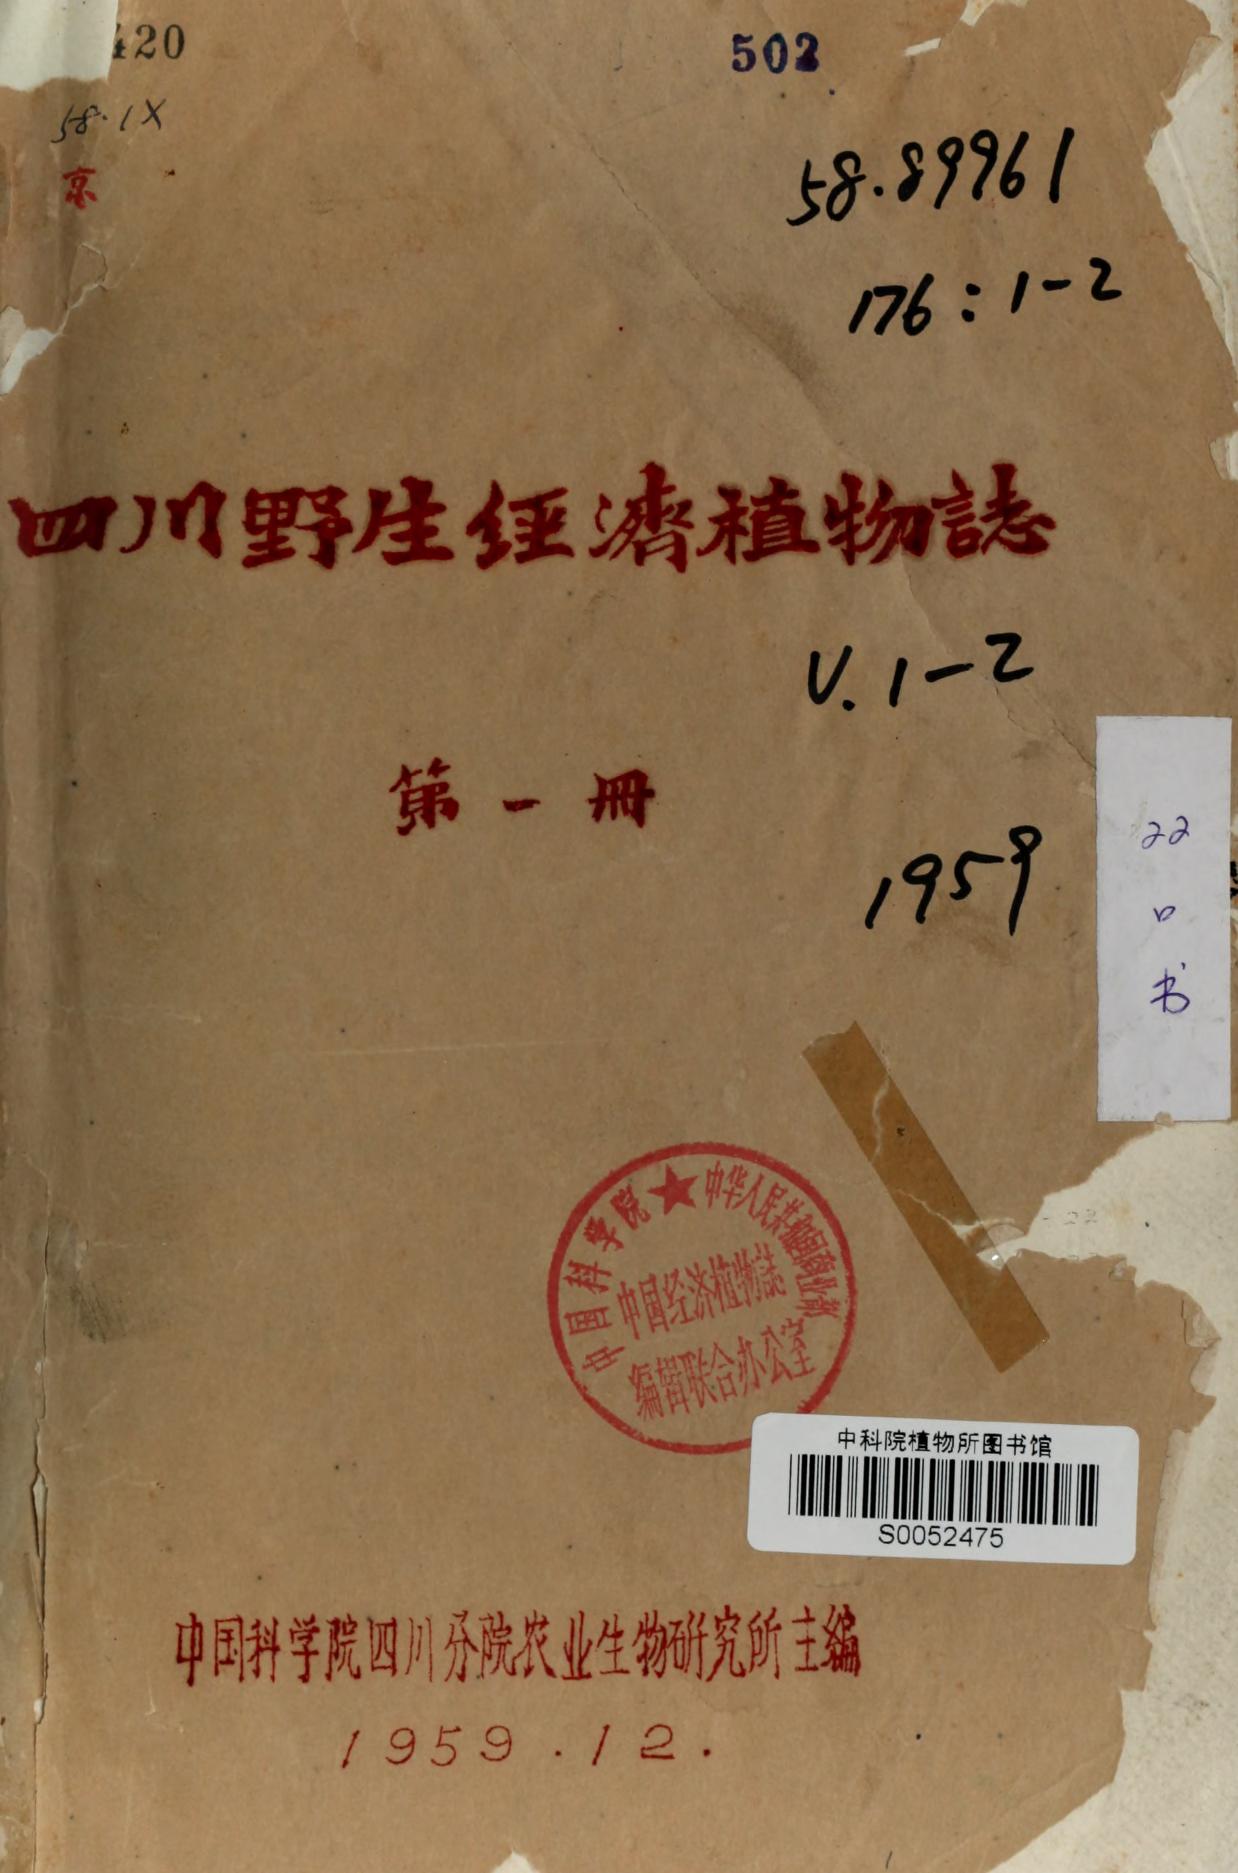 420
502
58·1X
京
58.89961
176:1-2
四川野生経濟植物誌
V.1-2
第一冊
1959
22
口
书
中国科学院★中华人民共和国商业部
中国经济植物誌
编辑联合办公室
中科院植物所图书馆
S0052475
中国科学院四川分院农业生物研究所主编
1959.12.